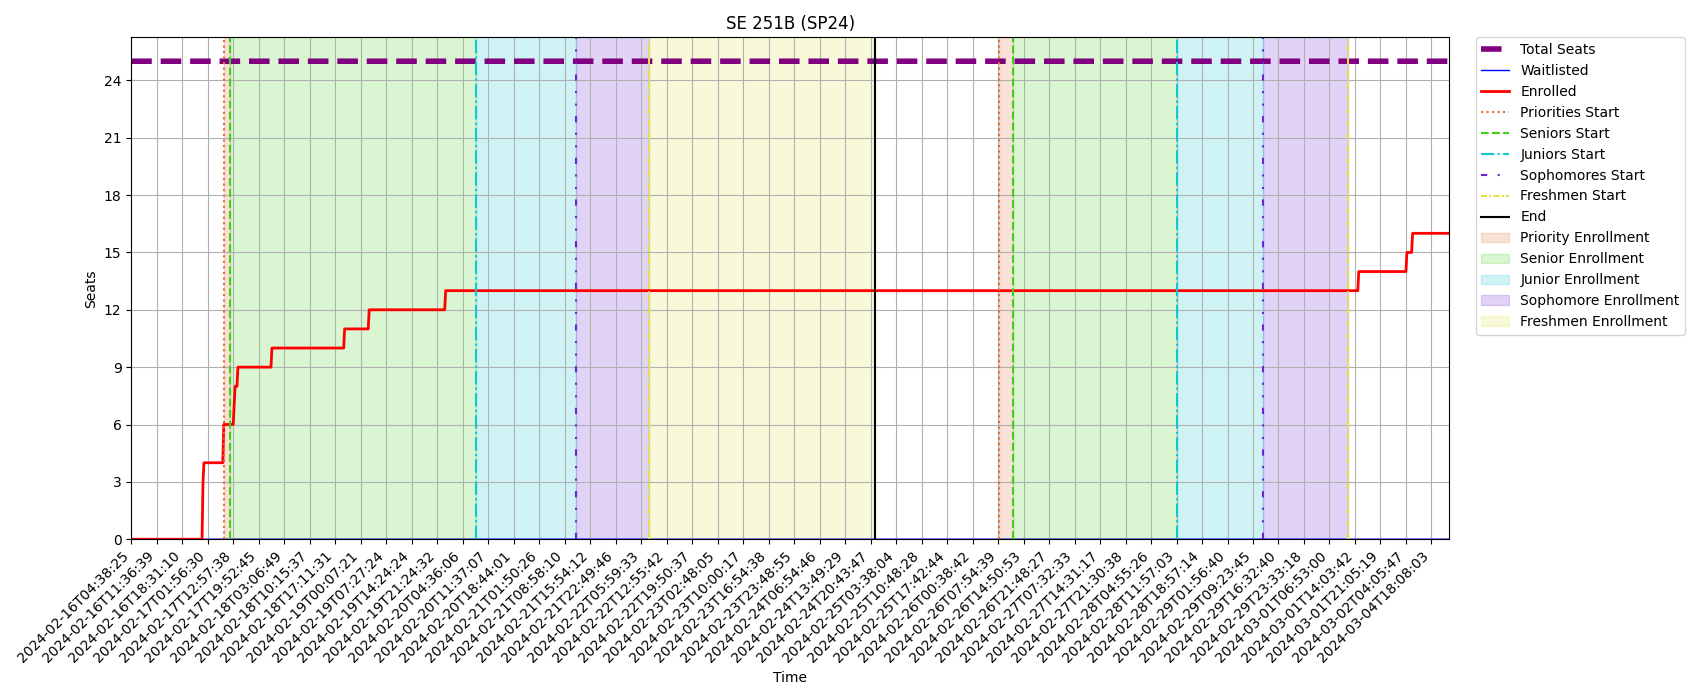 SE 251B (SP24)
Total Seats
Waitlisted
Enrolled
Priorities Start
Seniors Start
Juniors Start
Sophomores Start
Freshmen Start
End
Priority Enrollment
Senior Enrollment
Junior Enrollment
Sophomore Enrollment
Freshmen Enrollment
Seats
24
21
18
15
12
9
6
3
0
2024-02-16T04:38:25
2024-02-16T11:36:39
2024-02-16T18:31:10
2024-02-17T01:56:30
2024-02-17T12:57:38
2024-02-17T19:52:45
2024-02-18T03:06:49
2024-02-18T10:15:37
2024-02-18T17:11:31
2024-02-19T00:07:21
2024-02-19T07:27:24
2024-02-19T14:24:24
2024-02-19T21:24:32
2024-02-20T04:36:06
2024-02-20T11:37:07
2024-02-20T18:44:01
2024-02-21T01:50:26
2024-02-21T08:58:10
2024-02-21T15:54:12
2024-02-21T22:49:46
2024-02-22T05:59:33
2024-02-22T12:55:42
2024-02-22T19:50:37
2024-02-23T02:48:05
2024-02-23T10:00:17
2024-02-23T16:54:38
2024-02-23T23:48:55
2024-02-24T06:54:46
2024-02-24T13:49:29
2024-02-24T20:43:47
2024-02-25T03:38:04
2024-02-25T10:48:28
2024-02-25T17:42:44
2024-02-26T00:38:42
2024-02-26T07:54:39
2024-02-26T14:50:53
2024-02-26T21:48:27
2024-02-27T07:32:33
2024-02-27T14:31:17
2024-02-27T21:30:38
2024-02-28T04:55:26
2024-02-28T11:57:03
2024-02-28T18:57:14
2024-02-29T01:56:40
2024-02-29T09:23:45
2024-02-29T16:32:40
2024-02-29T23:33:18
2024-03-01T06:53:00
2024-03-01T14:03:42
2024-03-01T21:05:19
2024-03-02T04:05:47
2024-03-04T18:08:03
Time